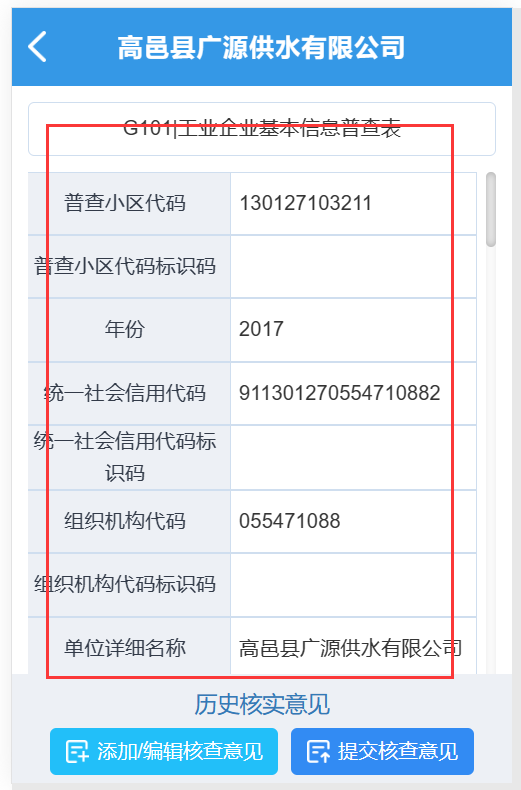 高邑县广源供水有限公司
G101|工业企业基本信息普查表
普查小区代码 130127103211
普查小区代码标识码
年份 2017
统一社会信用代码 911301270554710882
统一社会信用代码标
识码
组织机构代码 055471088
组织机构代码标识码
单位详细名称 高邑县广源供水有限公司
历史核实意见
添加/编辑核查意见 提交核查意见